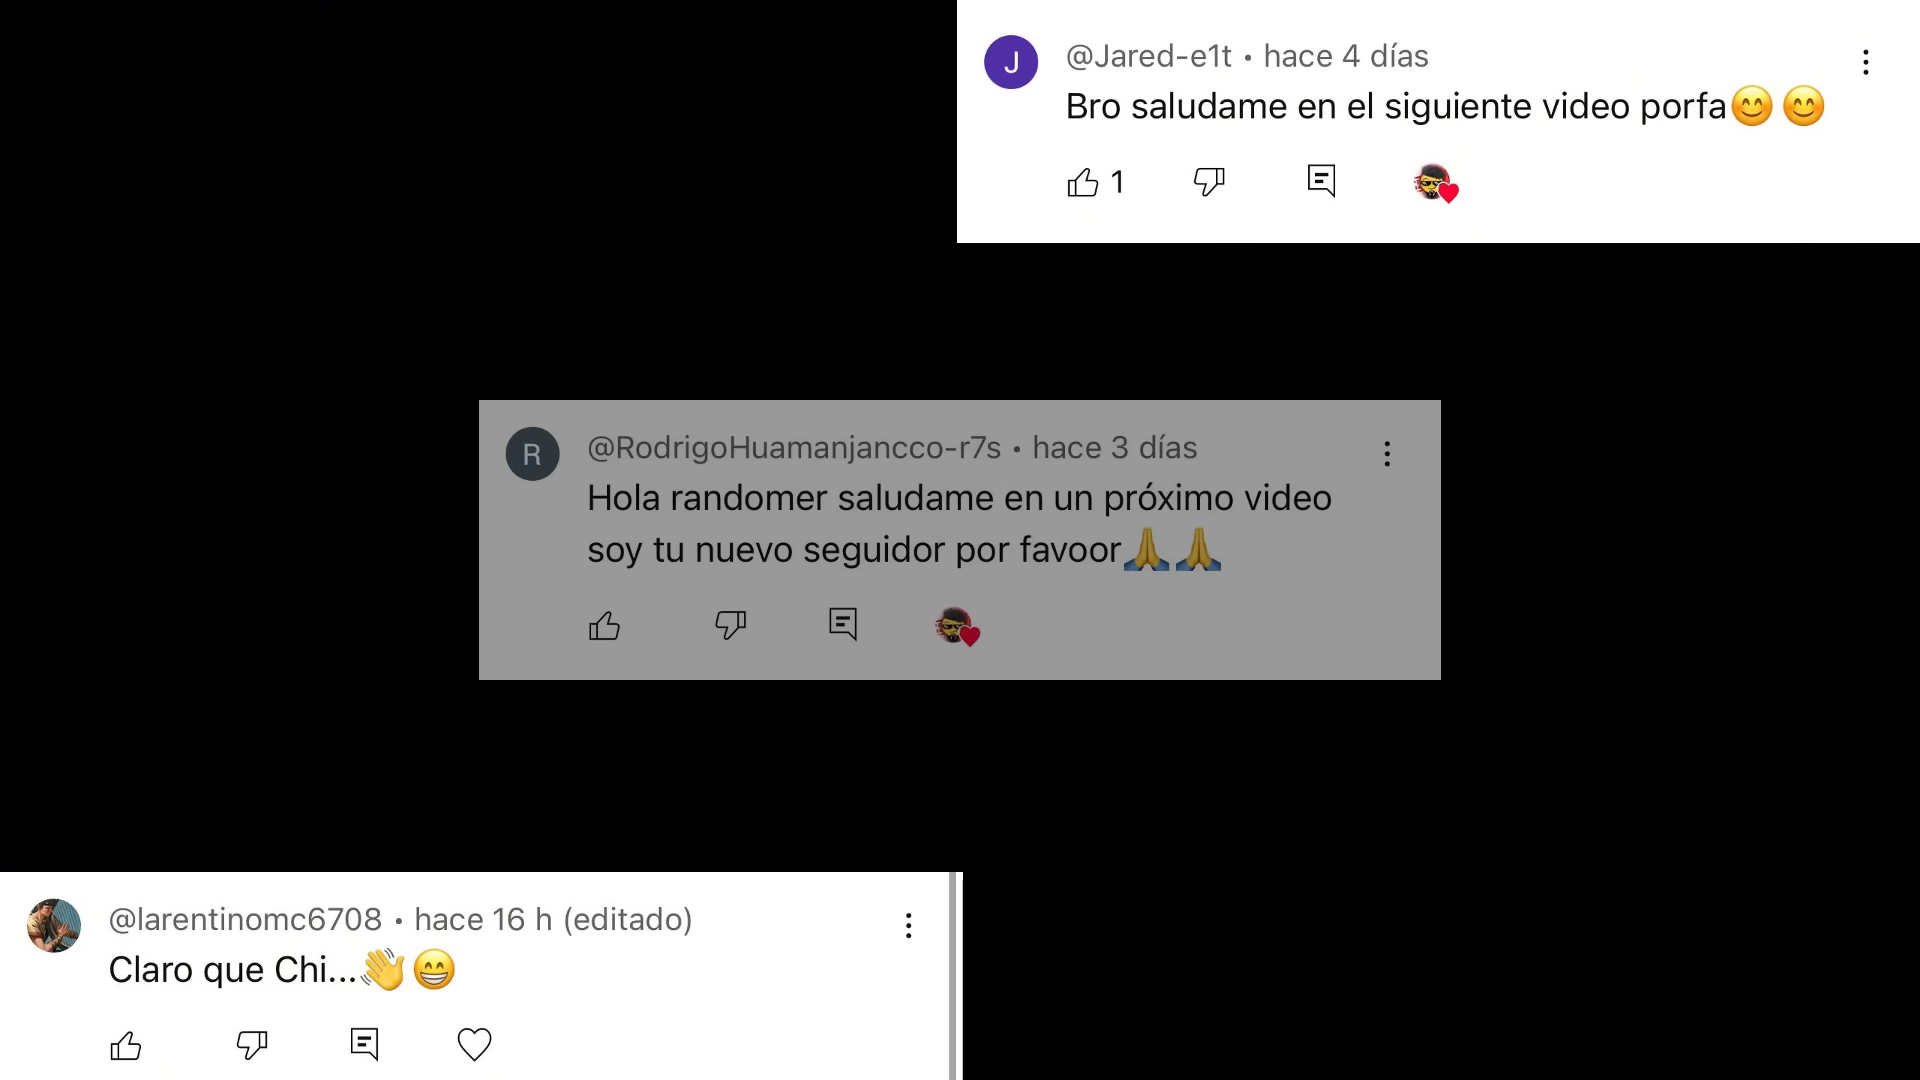 J
@Jared-e1t • hace 4 días
Bro saludame en el siguiente video porfa😊😊
1
R
@RodrigoHuamanjancco-r7s • hace 3 días
Hola randomer saludame en un próximo video
soy tu nuevo seguidor por favoor🙏🙏
@larentinomc6708 • hace 16 h (editado)
Claro que Chi...👋😁